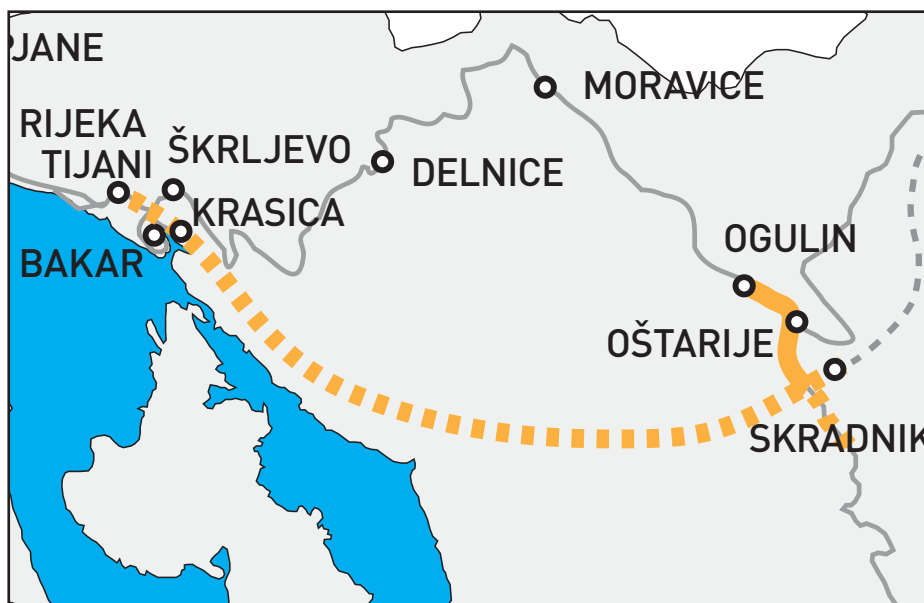 JANE
RIJEKA
TIJANI
ŠKRLJEVO
MORAVICE
DELNICE
KRASICA
BAKAR
OGULIN
OŠTARIJE
SKRADNIK